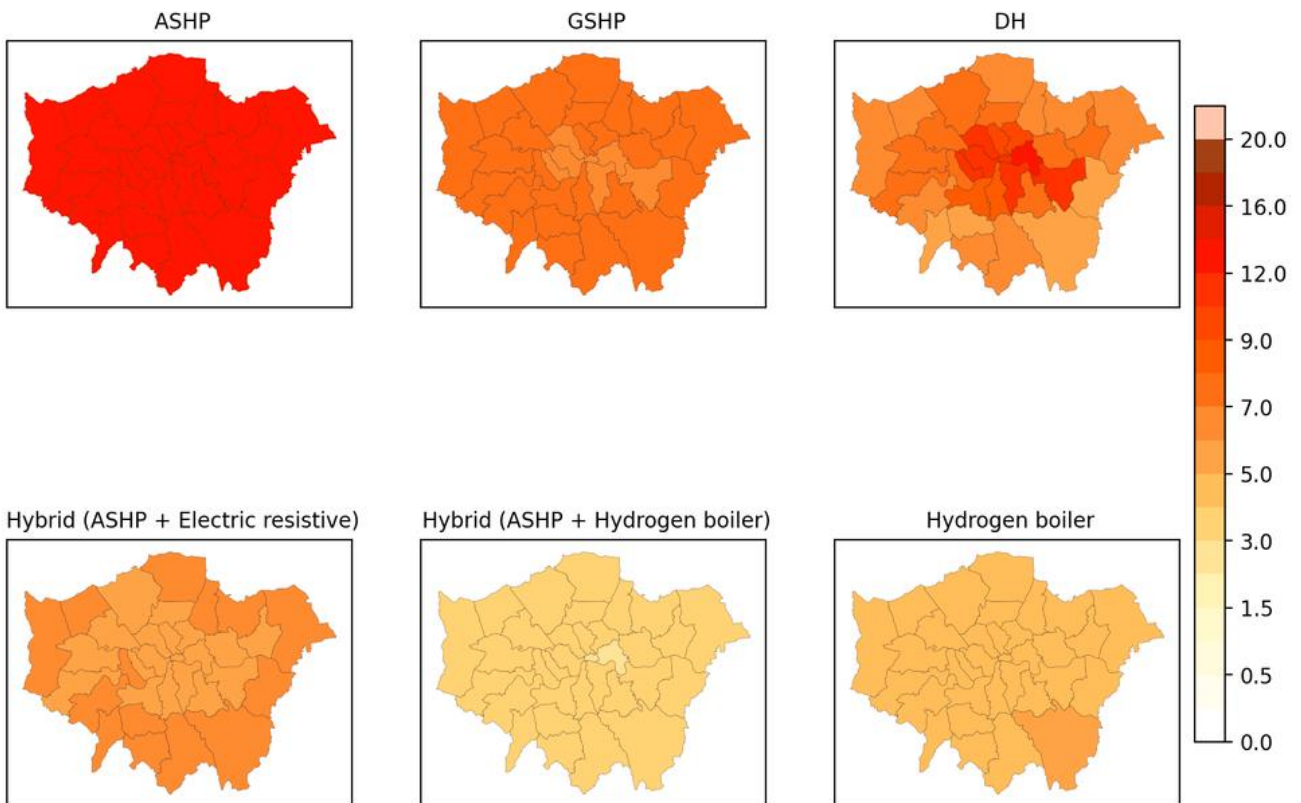 ASHP
GSHP
DH
20.0
16.0
12.0
9.0
7.0
5.0
3.0
1.5
0.5
0.0
Hybrid (ASHP + Electric resistive)
Hybrid (ASHP + Hydrogen boiler)
Hydrogen boiler